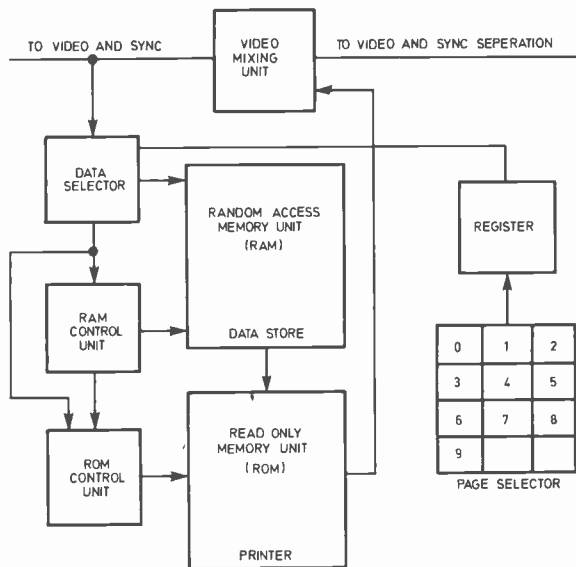 TO VIDEO AND SYNC
VIDEO
MIXING
UNIT
TO VIDEO AND SYNC SEPERATION
DATA
SELECTOR
RANDOM ACCESS
MEMORY UNIT
(RAM)
DATA STORE
REGISTER
RAM
CONTROL
UNIT
0 1 2
3 4 5
6 7 8
9
PAGE SELECTOR
READ ONLY
MEMORY UNIT
(ROM)
PRINTER
ROM
CONTROL
UNIT